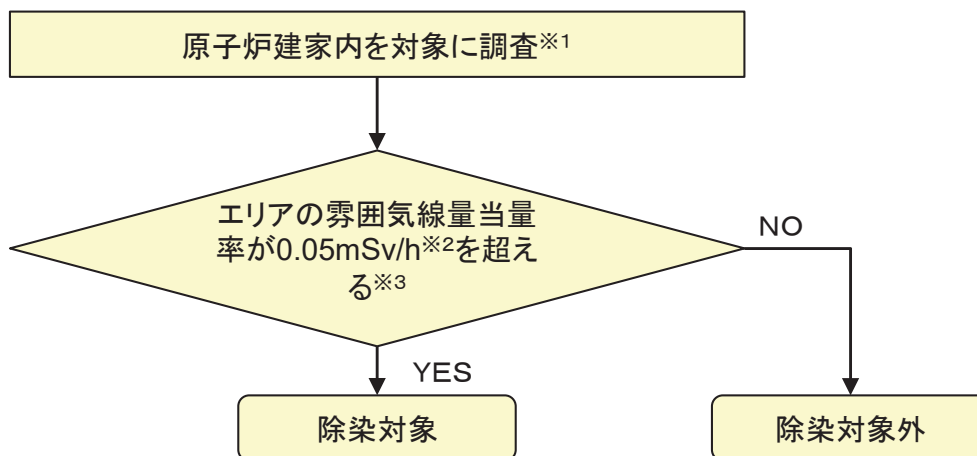 原子炉建家内を対象に調査※1
エリアの雰囲気線量当量
率が0.05mSv/h※2を超え
る※3
NO
YES
除染対象
除染対象外